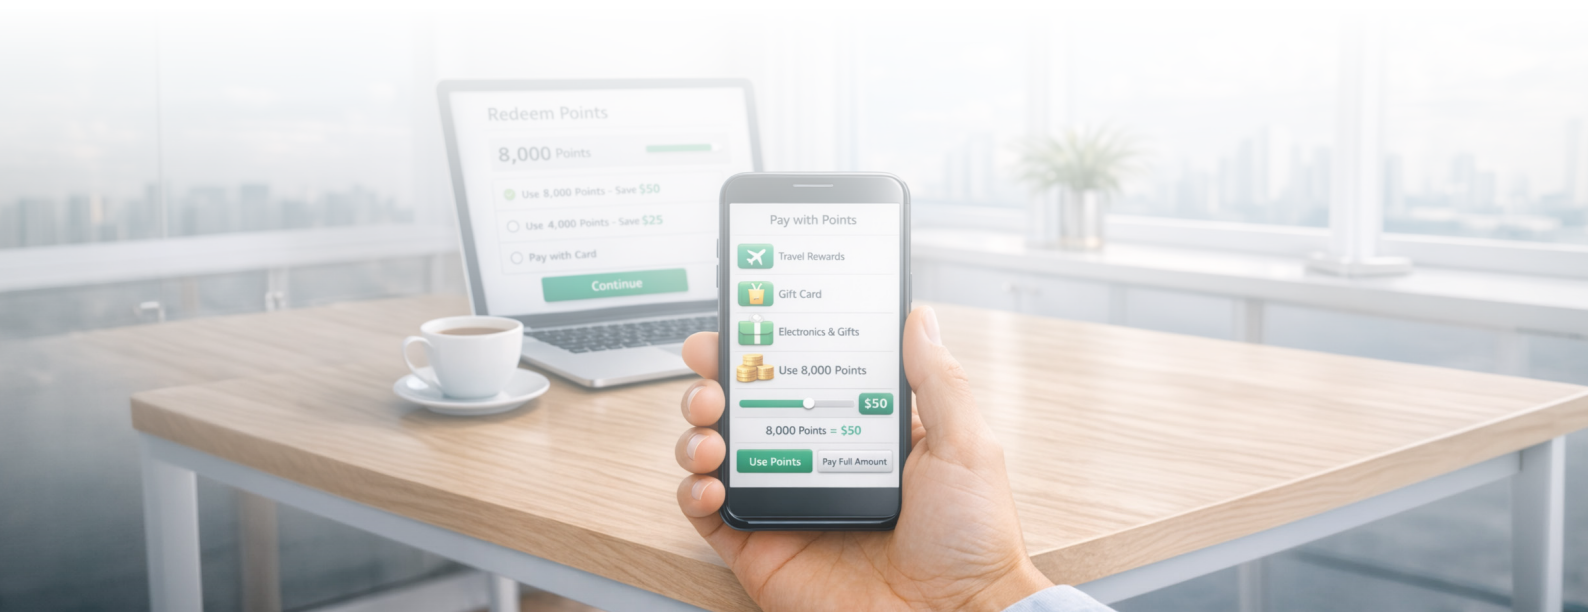 Redeem Points
8,000 Points
Use 8,000 Points - Save $50
Use 4,000 Points - Save $25
Pay with Card
Continue
Pay with Points
Travel Rewards
Gift Card
Electronics & Gifts
Use 8,000 Points
$50
8,000 Points = $50
Use Points
Pay Full Amount